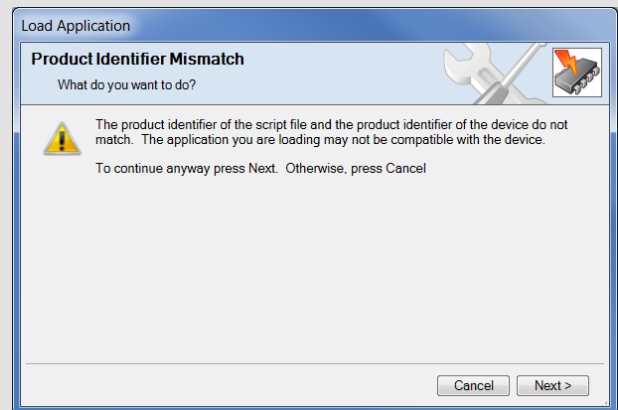 Load Application
Product Identifier Mismatch
What do you want to do?
The product identifier of the script file and the product identifier of the device do not
match.  The application you are loading may not be compatible with the device.
To continue anyway press Next.  Otherwise, press Cancel
Cancel
Next >